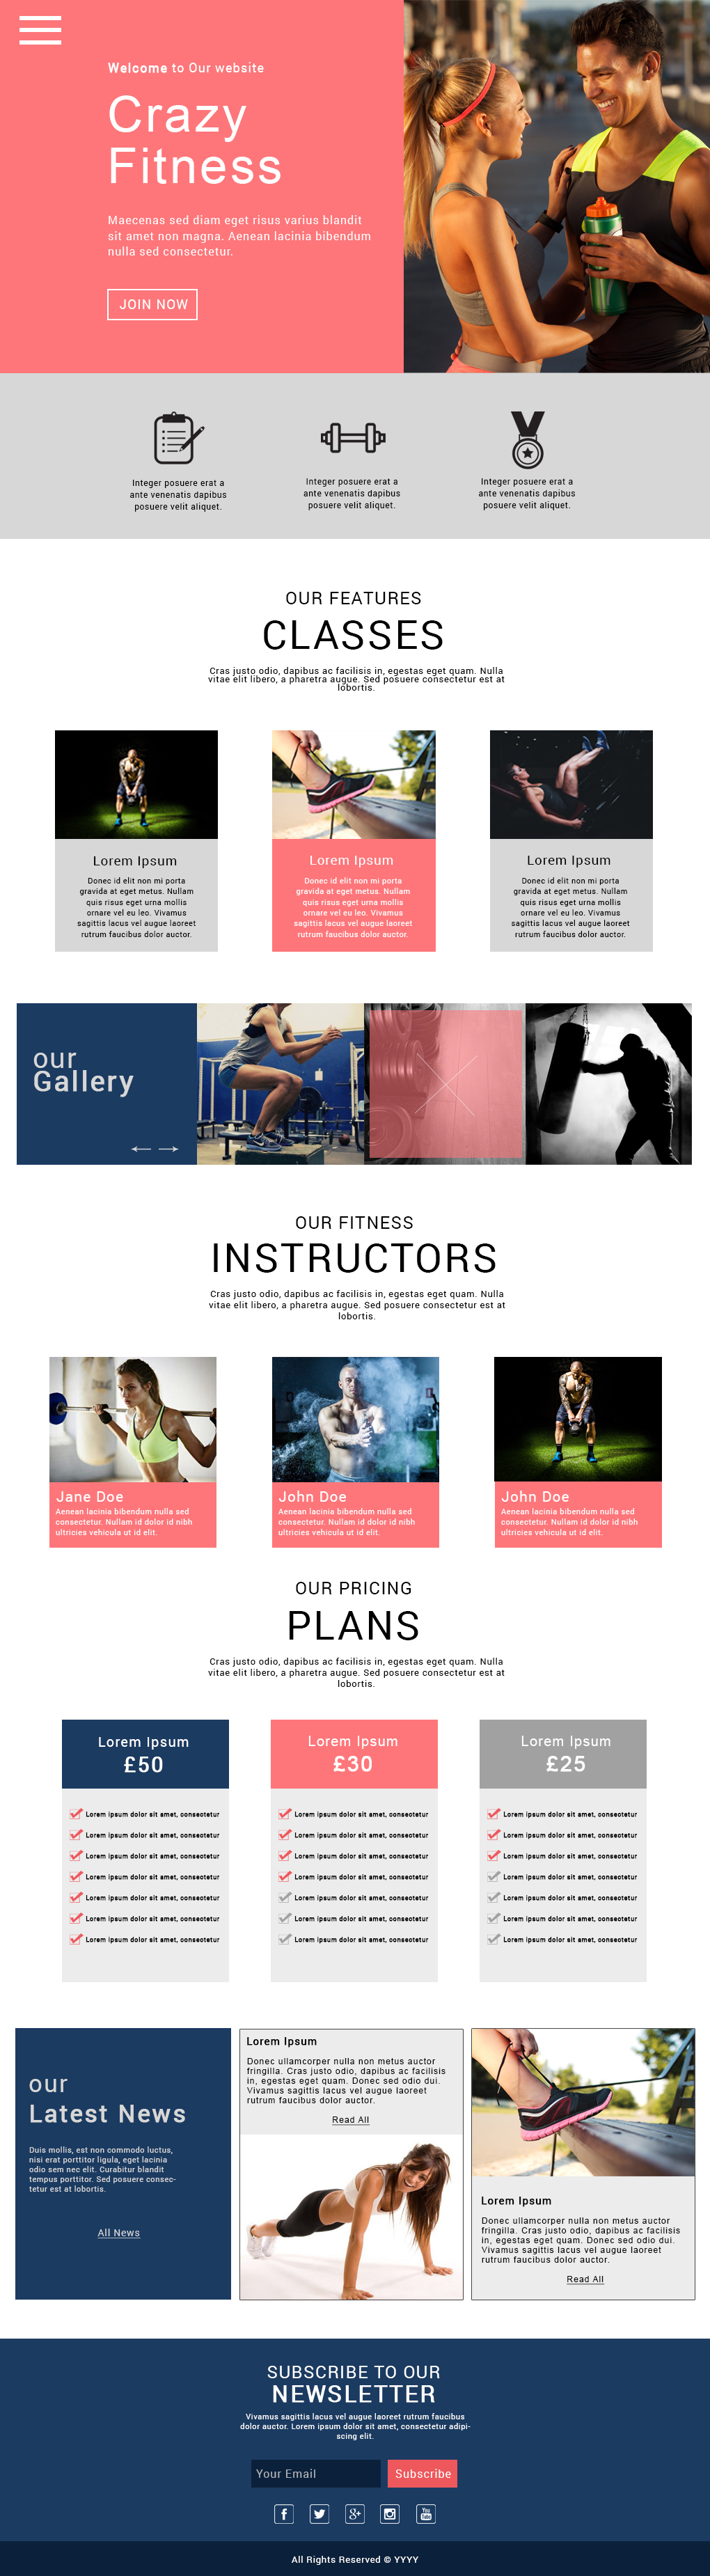 Welcome to Our website
Crazy
Fitness
Maecenas sed diam eget risus varius blandit
sit amet non magna. Aenean lacinia bibendum
nulla sed consectetur.
JOIN NOW
Integer posuere erat a
ante venenatis dapibus
posuere velit aliquet.
Integer posuere erat a
ante venenatis dapibus
posuere velit aliquet.
Integer posuere erat a
ante venenatis dapibus
posuere velit aliquet.
OUR FEATURES
CLASSES
Cras justo odio, dapibus ac facilisis in, egestas eget quam. Nulla
vitae elit libero, a pharetra augue. Sed posuere consectetur est at
lobortis.
Lorem Ipsum
Donec id elit non mi porta
gravida at eget metus. Nullam
quis risus eget urna mollis
ornare vel eu leo. Vivamus
sagittis lacus vel augue laoreet
rutrum faucibus dolor auctor.
Lorem Ipsum
Donec id elit non mi porta
gravida at eget metus. Nullam
quis risus eget urna mollis
ornare vel eu leo. Vivamus
sagittis lacus vel augue laoreet
rutrum faucibus dolor auctor.
Lorem Ipsum
Donec id elit non mi porta
gravida at eget metus. Nullam
quis risus eget urna mollis
ornare vel eu leo. Vivamus
sagittis lacus vel augue laoreet
rutrum faucibus dolor auctor.
our
Gallery
OUR FITNESS
INSTRUCTORS
Cras justo odio, dapibus ac facilisis in, egestas eget quam. Nulla
vitae elit libero, a pharetra augue. Sed posuere consectetur est at
lobortis.
Jane Doe
Aenean lacinia bibendum nulla sed
consectetur. Nullam id dolor id nibh
ultricies vehicula ut id elit.
John Doe
Aenean lacinia bibendum nulla sed
consectetur. Nullam id dolor id nibh
ultricies vehicula ut id elit.
John Doe
Aenean lacinia bibendum nulla sed
consectetur. Nullam id dolor id nibh
ultricies vehicula ut id elit.
OUR PRICING
PLANS
Cras justo odio, dapibus ac facilisis in, egestas eget quam. Nulla
vitae elit libero, a pharetra augue. Sed posuere consectetur est at
lobortis.
Lorem Ipsum
£50
Lorem ipsum dolor sit amet, consectetur
Lorem ipsum dolor sit amet, consectetur
Lorem ipsum dolor sit amet, consectetur
Lorem ipsum dolor sit amet, consectetur
Lorem ipsum dolor sit amet, consectetur
Lorem ipsum dolor sit amet, consectetur
Lorem ipsum dolor sit amet, consectetur
Lorem Ipsum
£30
Lorem ipsum dolor sit amet, consectetur
Lorem ipsum dolor sit amet, consectetur
Lorem ipsum dolor sit amet, consectetur
Lorem ipsum dolor sit amet, consectetur
Lorem ipsum dolor sit amet, consectetur
Lorem ipsum dolor sit amet, consectetur
Lorem ipsum dolor sit amet, consectetur
Lorem Ipsum
£25
Lorem ipsum dolor sit amet, consectetur
Lorem ipsum dolor sit amet, consectetur
Lorem ipsum dolor sit amet, consectetur
Lorem ipsum dolor sit amet, consectetur
Lorem ipsum dolor sit amet, consectetur
Lorem ipsum dolor sit amet, consectetur
Lorem ipsum dolor sit amet, consectetur
our
Latest News
Duis mollis, est non commodo luctus,
nisi erat porttitor ligula, eget lacinia
odio sem nec elit. Curabitur blandit
tempus porttitor. Sed posuere consec-
tetur est at lobortis.
All News
Lorem Ipsum
Donec ullamcorper nulla non metus auctor
fringilla. Cras justo odio, dapibus ac facilisis
in, egestas eget quam. Donec sed odio dui.
Vivamus sagittis lacus vel augue laoreet
rutrum faucibus dolor auctor.
Read All
Lorem Ipsum
Donec ullamcorper nulla non metus auctor
fringilla. Cras justo odio, dapibus ac facilisis
in, egestas eget quam. Donec sed odio dui.
Vivamus sagittis lacus vel augue laoreet
rutrum faucibus dolor auctor.
Read All
SUBSCRIBE TO OUR
NEWSLETTER
Vivamus sagittis lacus vel augue laoreet rutrum faucibus
dolor auctor. Lorem ipsum dolor sit amet, consectetur adipi-
scing elit.
Your Email
Subscribe
You Tube
All Rights Reserved © YYYY